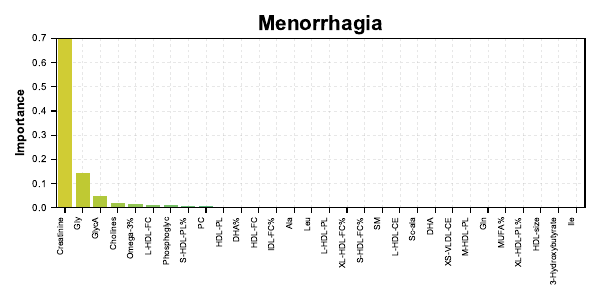 Menorrhagia
Importance
0.7
0.6
0.5
0.4
0.3
0.2
0.1
0.0
Creatinine
Gly
GlycA
Cholines
Omega-3%
L-HDL-FC
Phosphoglyc
S-HDL-PL%
PC
HDL-PL
DHA%
HDL-FC
IDL-FC%
Ala
Leu
L-HDL-PL
XL-HDL-FC%
S-HDL-FC%
SM
L-HDL-CE
DHA
XS-VLDL-CE
M-HDL-PL
Gln
MUFA%
XL-HDL-PL%
HDL-size
3-Hydroxybutyrate
Ile